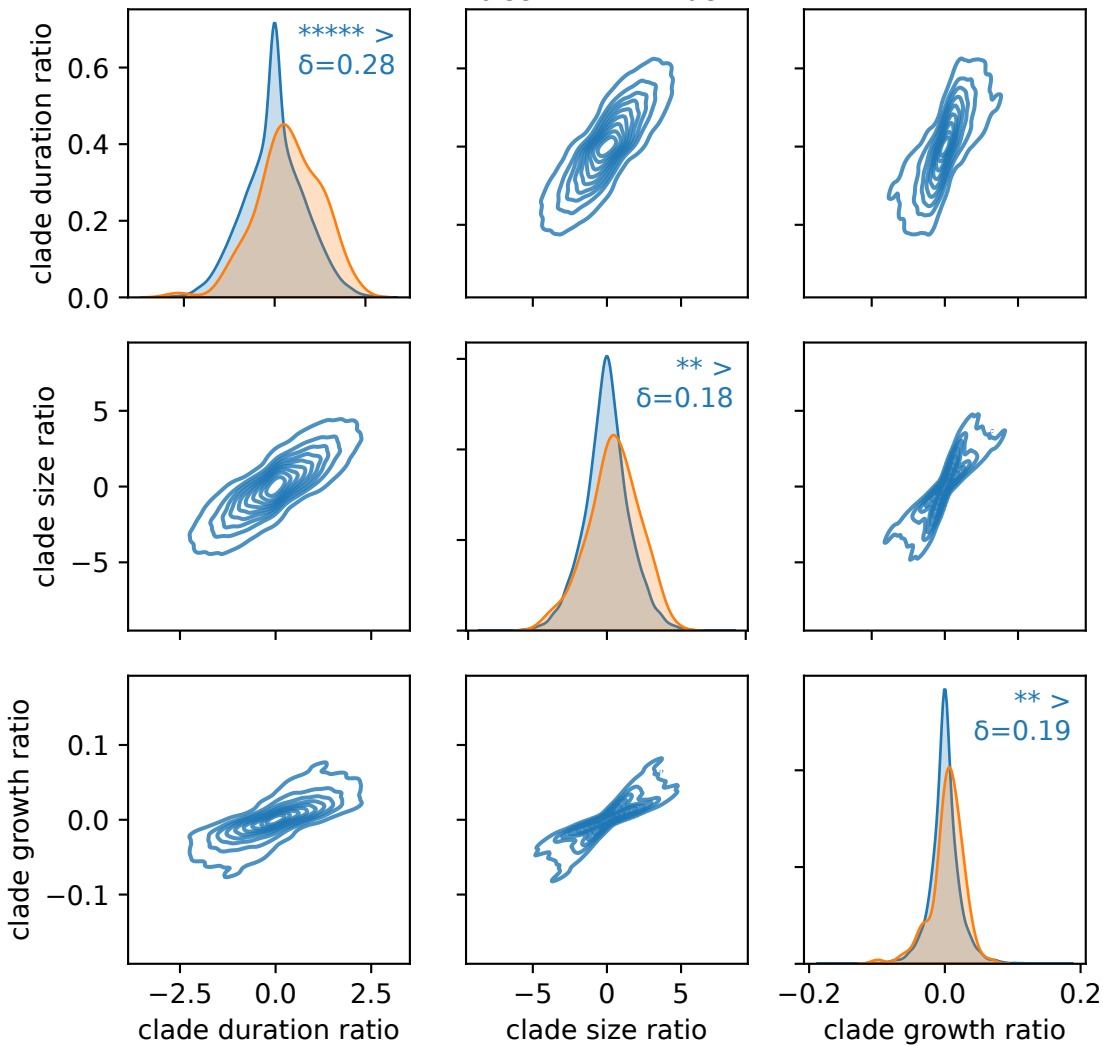 ***** >
δ=0.28
clade duration ratio
0.6
0.4
0.2
0.0
** >
δ=0.18
clade size ratio
5
0
−5
** >
δ=0.19
clade growth ratio
0.1
0.0
−0.1
−2.5 0.0 2.5
−5 0 5
−0.2 0.0 0.2
clade duration ratio
clade size ratio
clade growth ratio